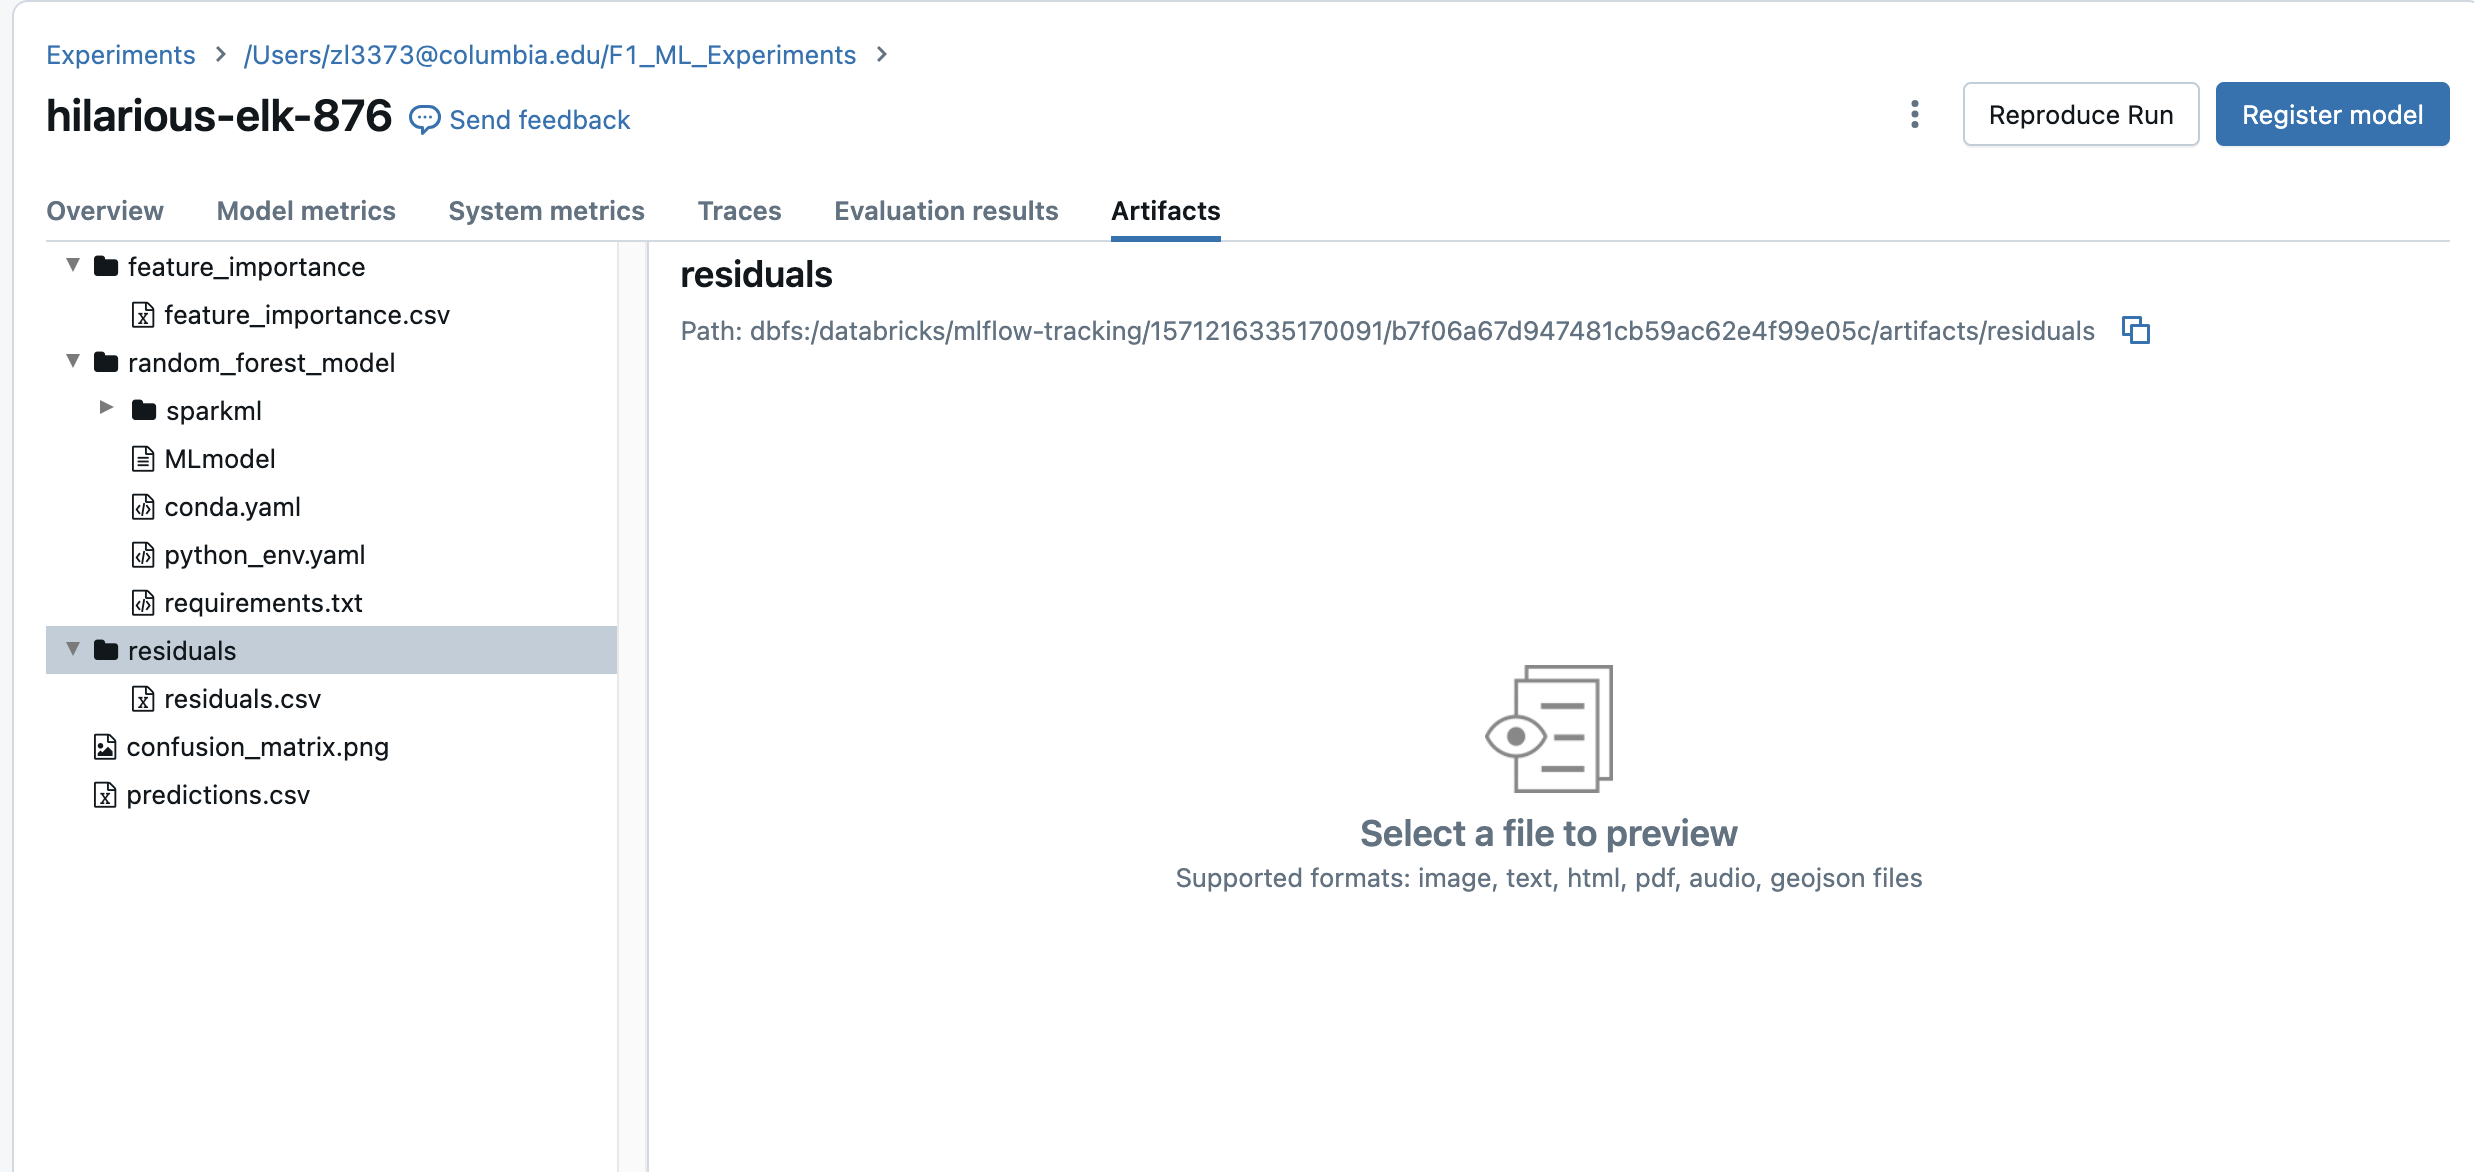 Experiments > /Users/zl3373@columbia.edu/F1_ML_Experiments >
hilarious-elk-876 Send feedback
Reproduce Run
Register model
Overview Model metrics System metrics Traces Evaluation results Artifacts
feature_importance
feature_importance.csv
random_forest_model
sparkml
MLmodel
conda.yaml
python_env.yaml
requirements.txt
residuals
residuals.csv
confusion_matrix.png
predictions.csv
residuals
Path: dbfs:/databricks/mlflow-tracking/1571216335170091/b7f06a67d947481cb59ac62e4f99e05c/artifacts/residuals
Select a file to preview
Supported formats: image, text, html, pdf, audio, geojson files